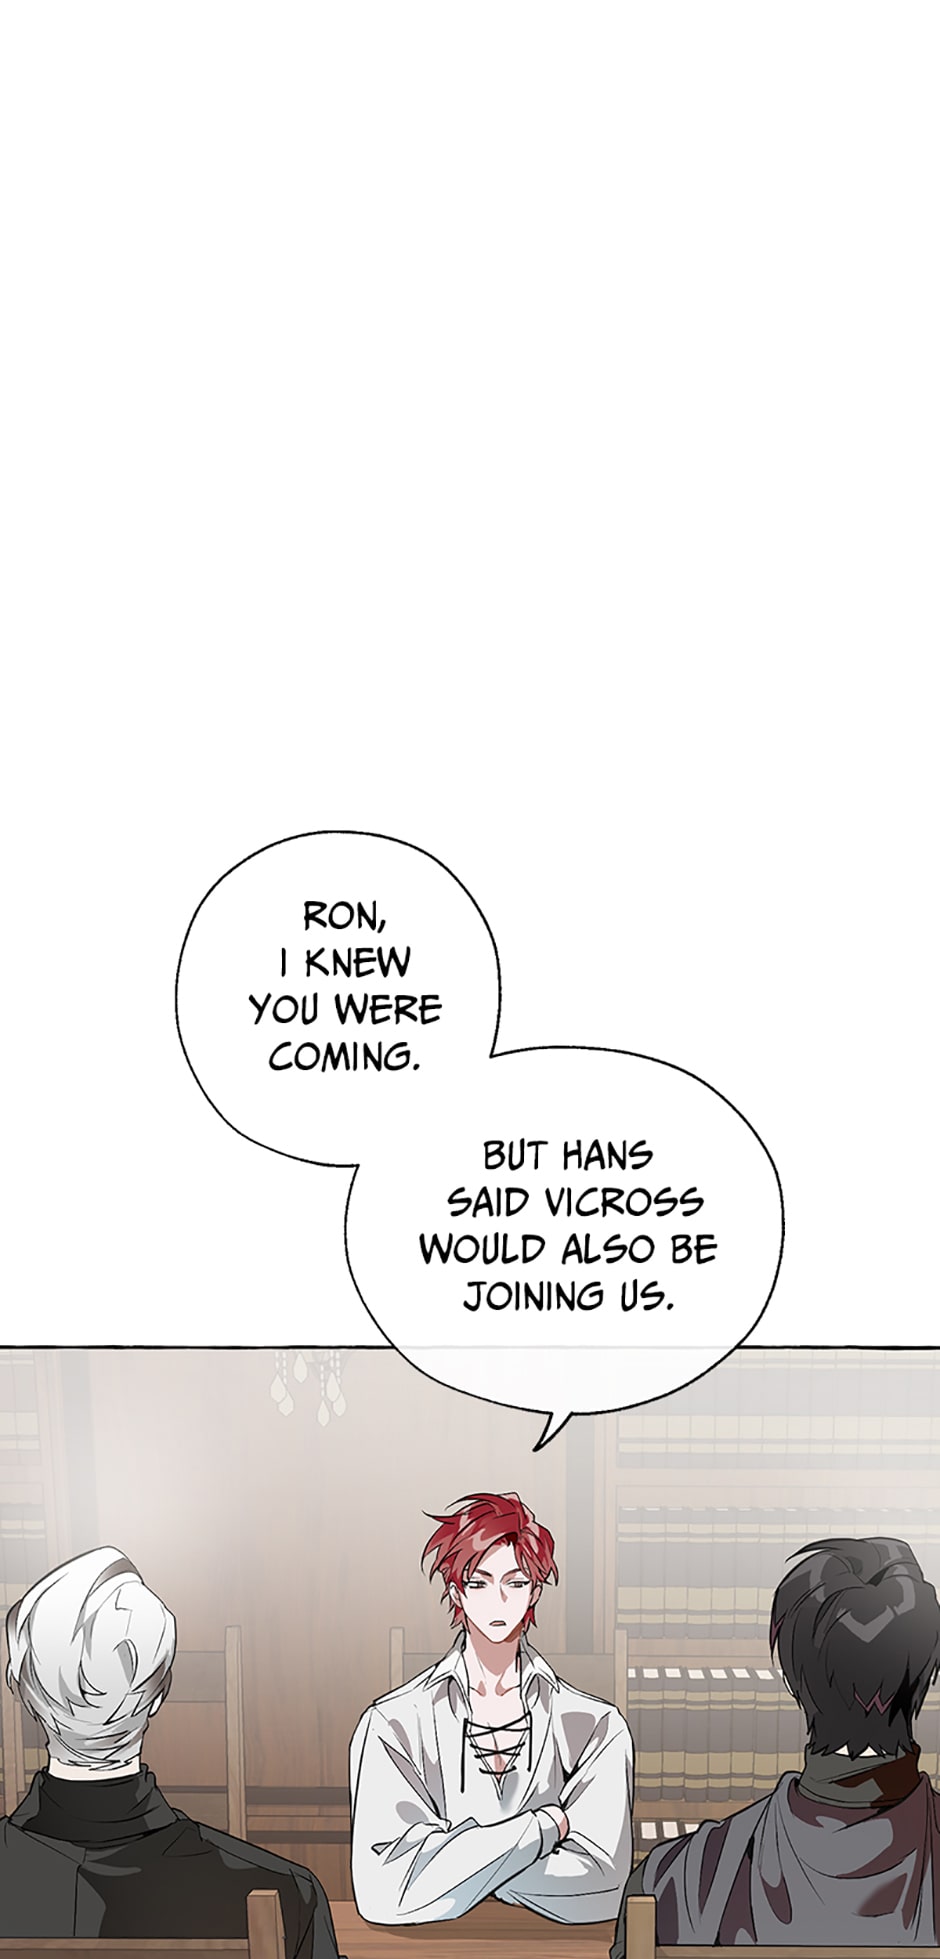 RON,
I KNEW
YOU WERE
COMING.
BUT HANS
SAID VICROSS
WOULD ALSO BE
JOINING US.